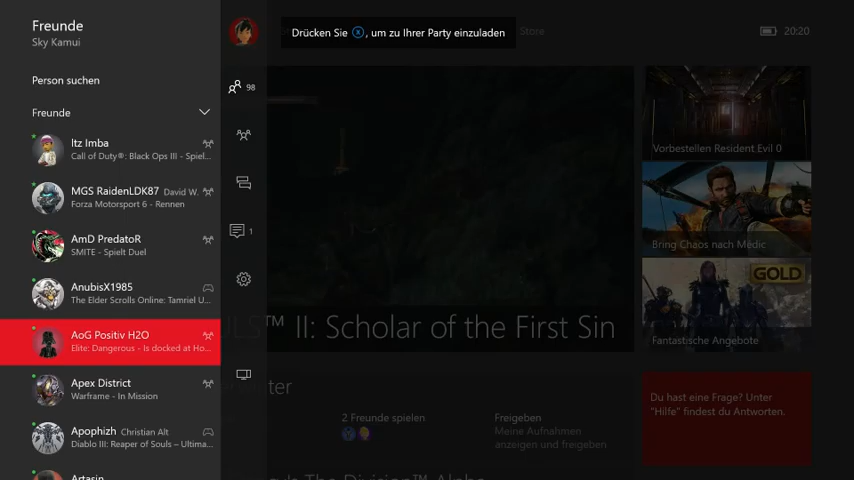 Freunde
Sky Kamui
Person suchen
Freunde
Itz Imba
Call of Duty®: Black Ops III - Spiel...
MGS RaidenLDK87 David W.
Forza Motorsport 6 - Rennen
AmD PredatoR
SMITE - Spielt Duel
AnubisX1985
The Elder Scrolls Online: Tamriel U...
AoG Positiv H2O
Elite: Dangerous - Is docked at Ho...
Apex District
Warframe - In Mission
Apophizh Christian Alt
Diablo III: Reaper of Souls – Ultima...
Artasin
98
1
Drücken Sie X, um zu Ihrer Party einzuladen
Store
20:20
Vorbestellen Resident Evil 0
Bring Chaos nach Medic
GOLD
Fantastische Angebote
™ II: Scholar of the First Sin
2 Freunde spielen
Freigeben
Meine Aufnahmen
anzeigen und freigeben
Du hast eine Frage? Unter
"Hilfe" findest du Antworten.
The Division™ Alpha